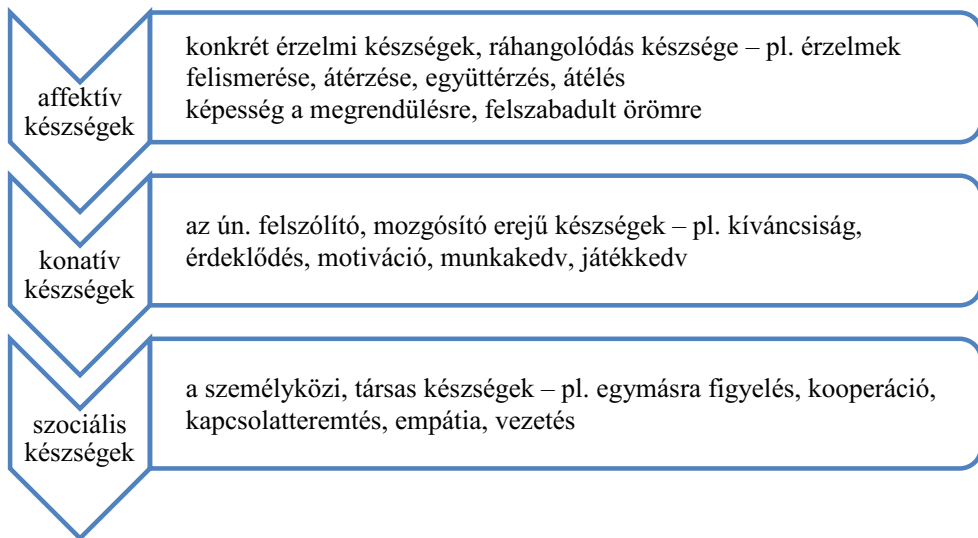 affektív
készségek
konkrét érzelmi készségek, ráhangolódás készsége – pl. érzelmek
felismerése, átérzése, együttérzés, átélés
képesség a megrendülésre, felszabadult örömre
konatív
készségek
az ún. felszólító, mozgósító erejű készségek – pl. kíváncsiság,
érdeklődés, motiváció, munkakedv, játékkedv
szociális
készségek
a személyközi, társas készségek – pl. egymásra figyelés, kooperáció,
kapcsolatteremtés, empátia, vezetés